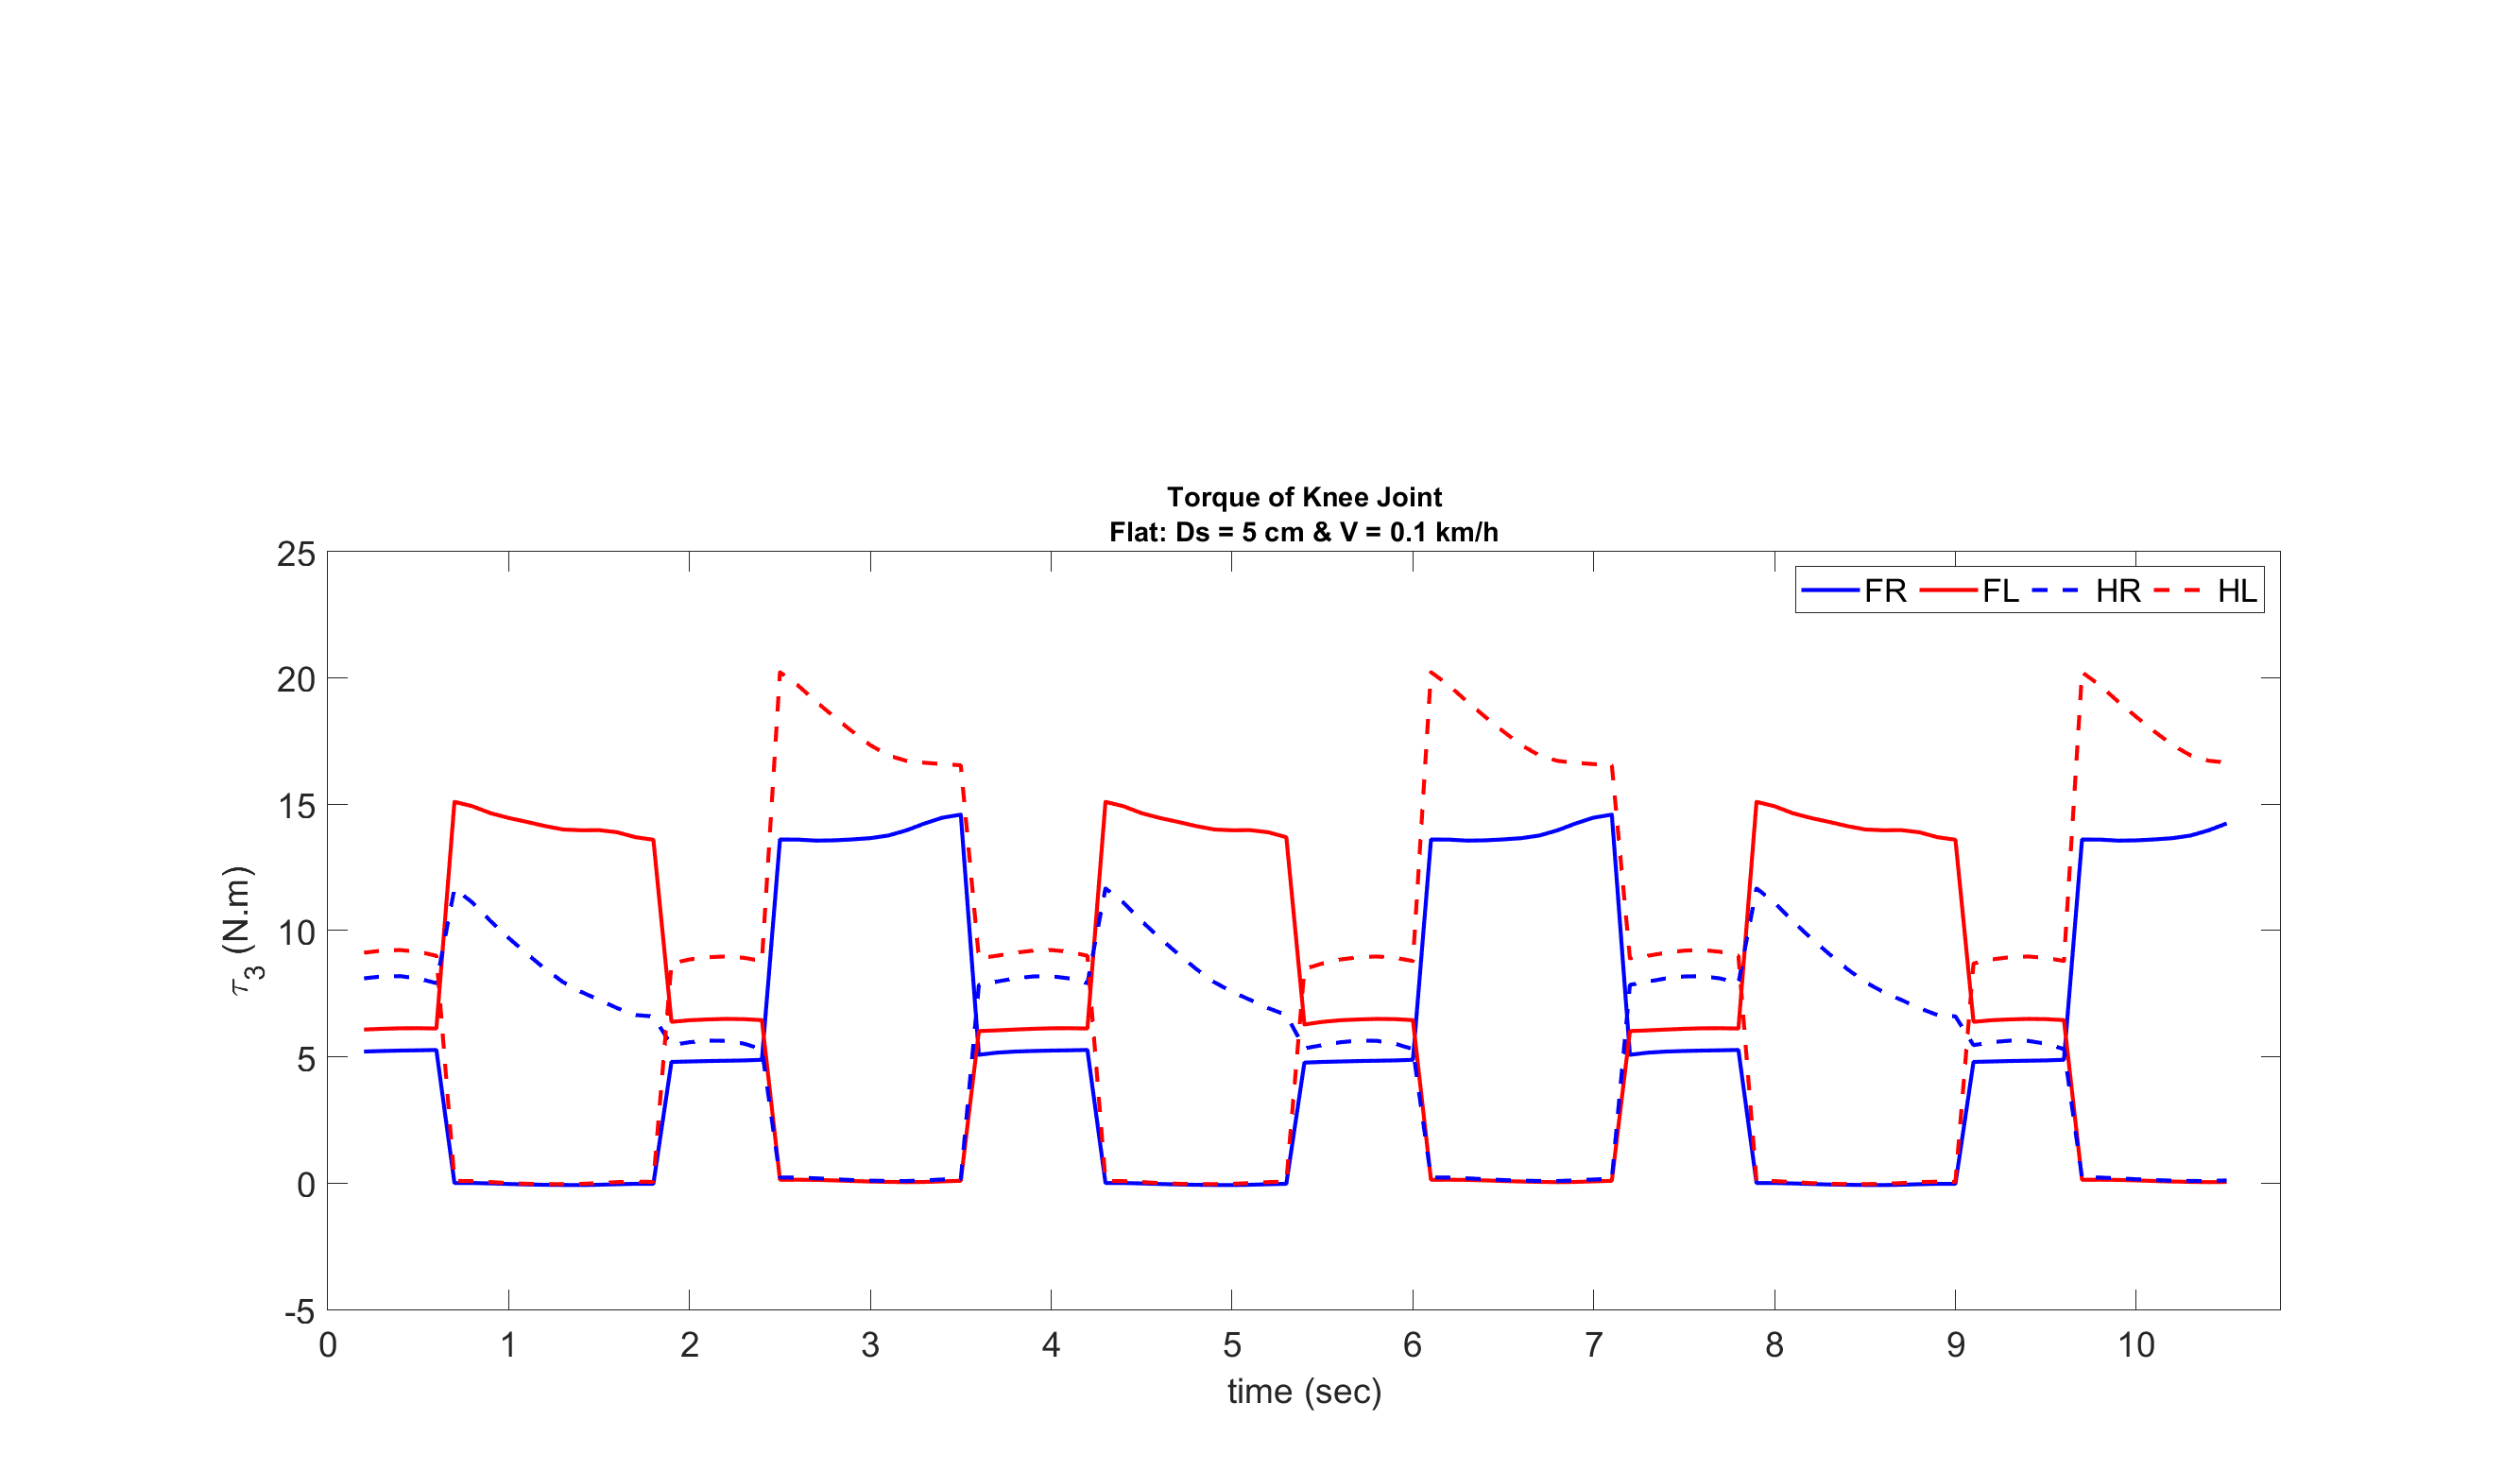 Torque of Knee Joint
Flat: Ds = 5 cm & V = 0.1 km/h
FR FL HR HL
25
20
15
10
5
0
-5
τ3 (N.m)
0 1 2 3 4 5 6 7 8 9 10
time (sec)